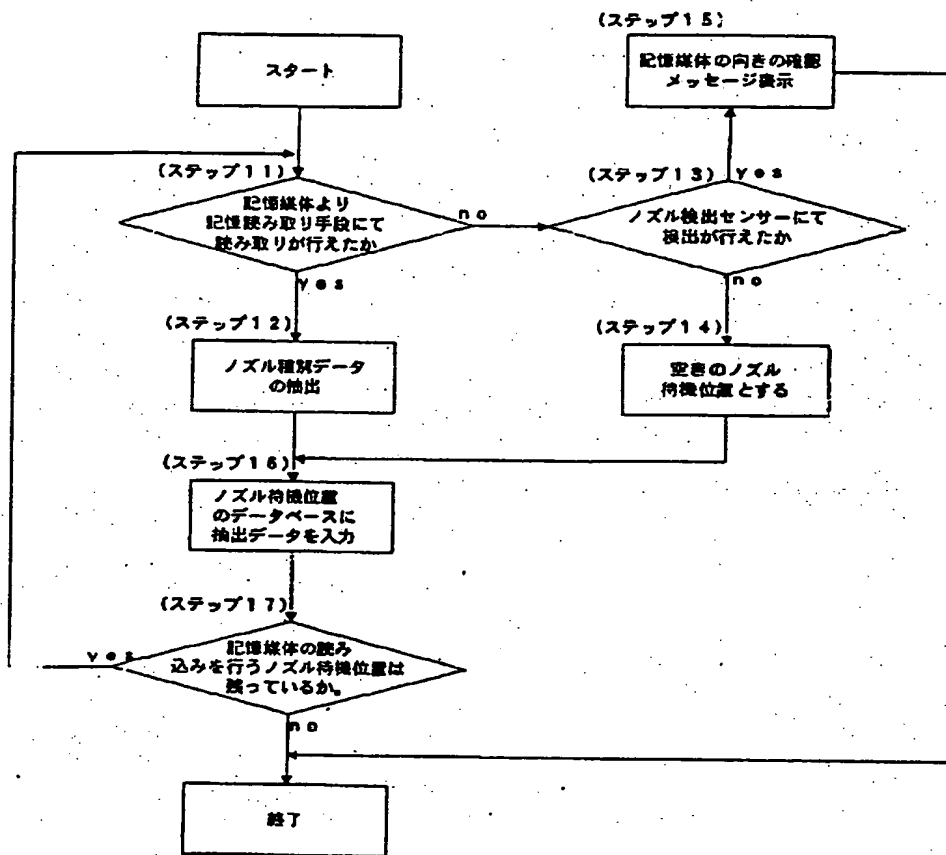 スタート
(ステップ11)
記憶媒体より
記憶読み取り手段にて
読み取りが行えたか
no
yes
(ステップ12)
ノズル種別データ
の抽出
(ステップ13)
yes
ノズル検出センサーにて
検出が行えたか
no
(ステップ14)
空きのノズル
待機位置とする
(ステップ15)
記憶媒体の向きの確認
メッセージ表示
(ステップ16)
ノズル待機位置
のデータベースに
抽出データを入力
(ステップ17)
記憶媒体の読み
込みを行うノズル待機位置は
残っているか。
yes
no
終了